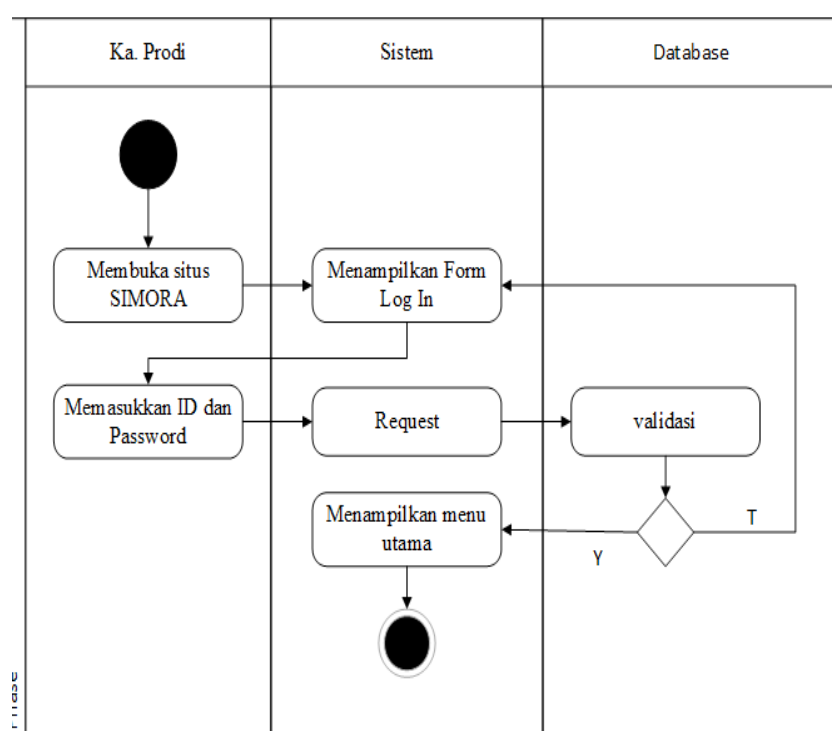 Ka. Prodi
Sistem
Database
Membuka situs
SIMORA
Menampilkan Form
Log In
Memasukkan ID dan
Password
Request
validasi
Menampilkan menu
utama
Y
T